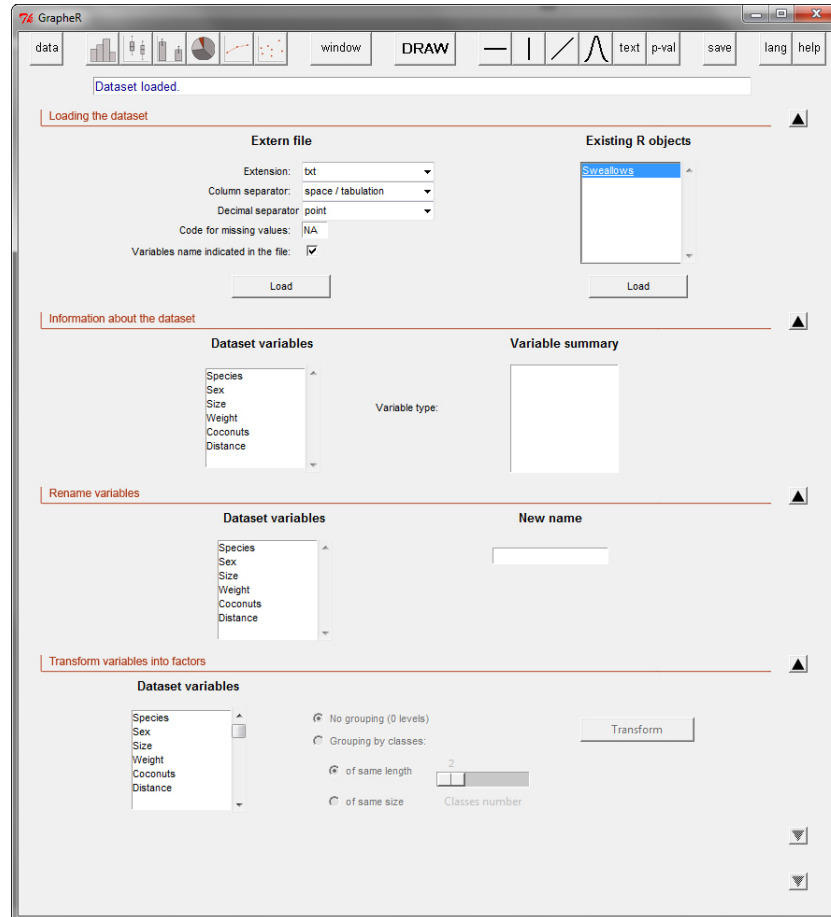 GrapheR
data window DRAW text p-val save lang help
Dataset loaded.
Loading the dataset
Extern file Existing R objects
Extension: txt
Sweallows
Column separator: space / tabulation
Decimal separator point
Code for missing values: NA
Variables name indicated in the file:
Load Load
Information about the dataset
Dataset variables Variable summary
Species
Sex
Size
Weight
Coconuts
Distance
Variable type:
Rename variables
Dataset variables New name
Species
Sex
Size
Weight
Coconuts
Distance
Transform variables into factors
Dataset variables
Species
Sex
Size
Weight
Coconuts
Distance
No grouping (0 levels)
Grouping by classes:
of same length 2
of same size Classes number
Transform